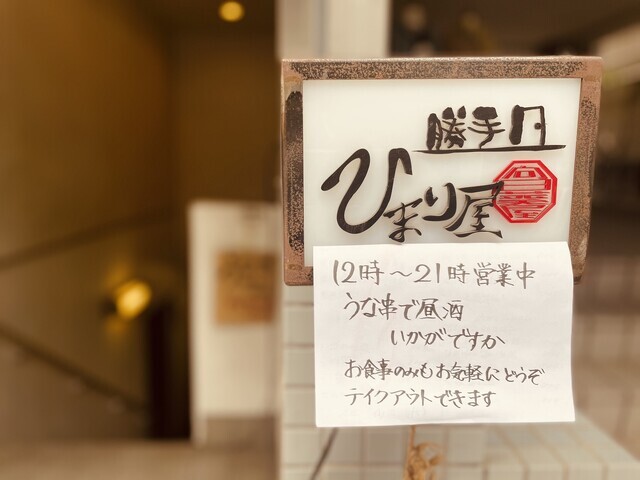 勝手口
ひまり屋
12時〜21時営業中
うな串で昼酒
いかがですか
お食事のみもお気軽にどうぞ
テイクアウトできます